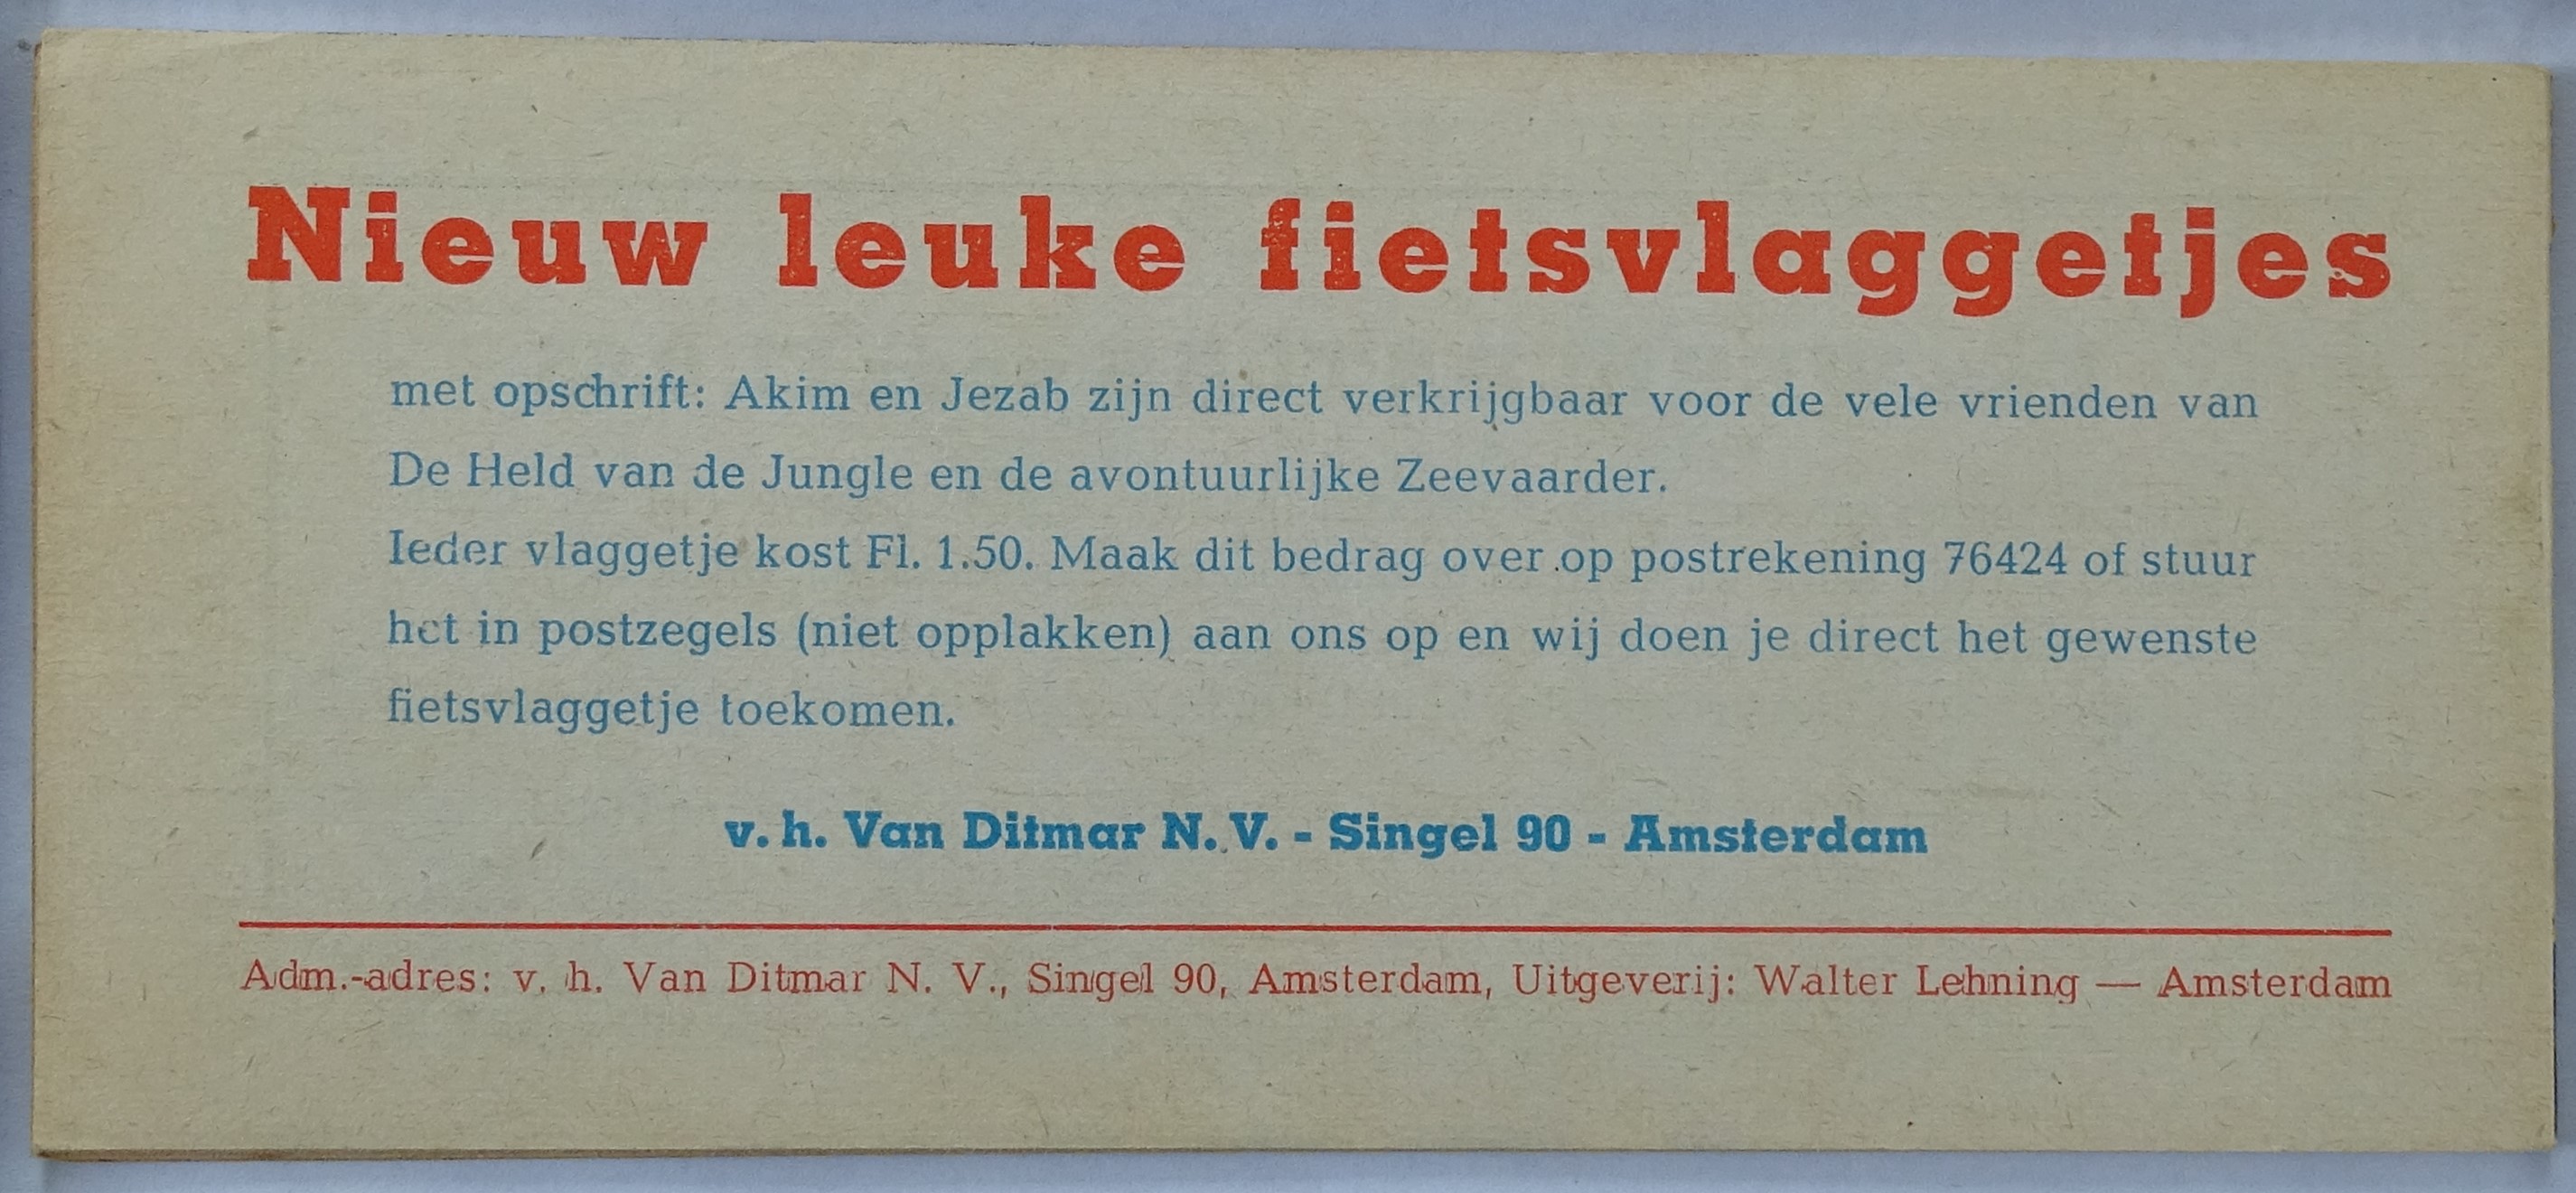 Nieuw leuke fietsvlaggetjes
met opschrift: Akim en Jezab zijn direct verkrijgbaar voor de vele vrienden van
De Held van de Jungle en de avontuurlijke Zeevaarder.
Ieder vlaggetje kost Fl. 1.50. Maak dit bedrag over op postrekening 76424 of stuur
het in postzegels (niet opplakken) aan ons op en wij doen je direct het gewenste
fietsvlaggetje toekomen.
v. h. Van Ditmar N. V. - Singel 90 - Amsterdam
Adm.-adres: v. h. Van Ditmar N. V., Singel 90, Amsterdam, Uitgeverij: Walter Lehning — Amsterdam